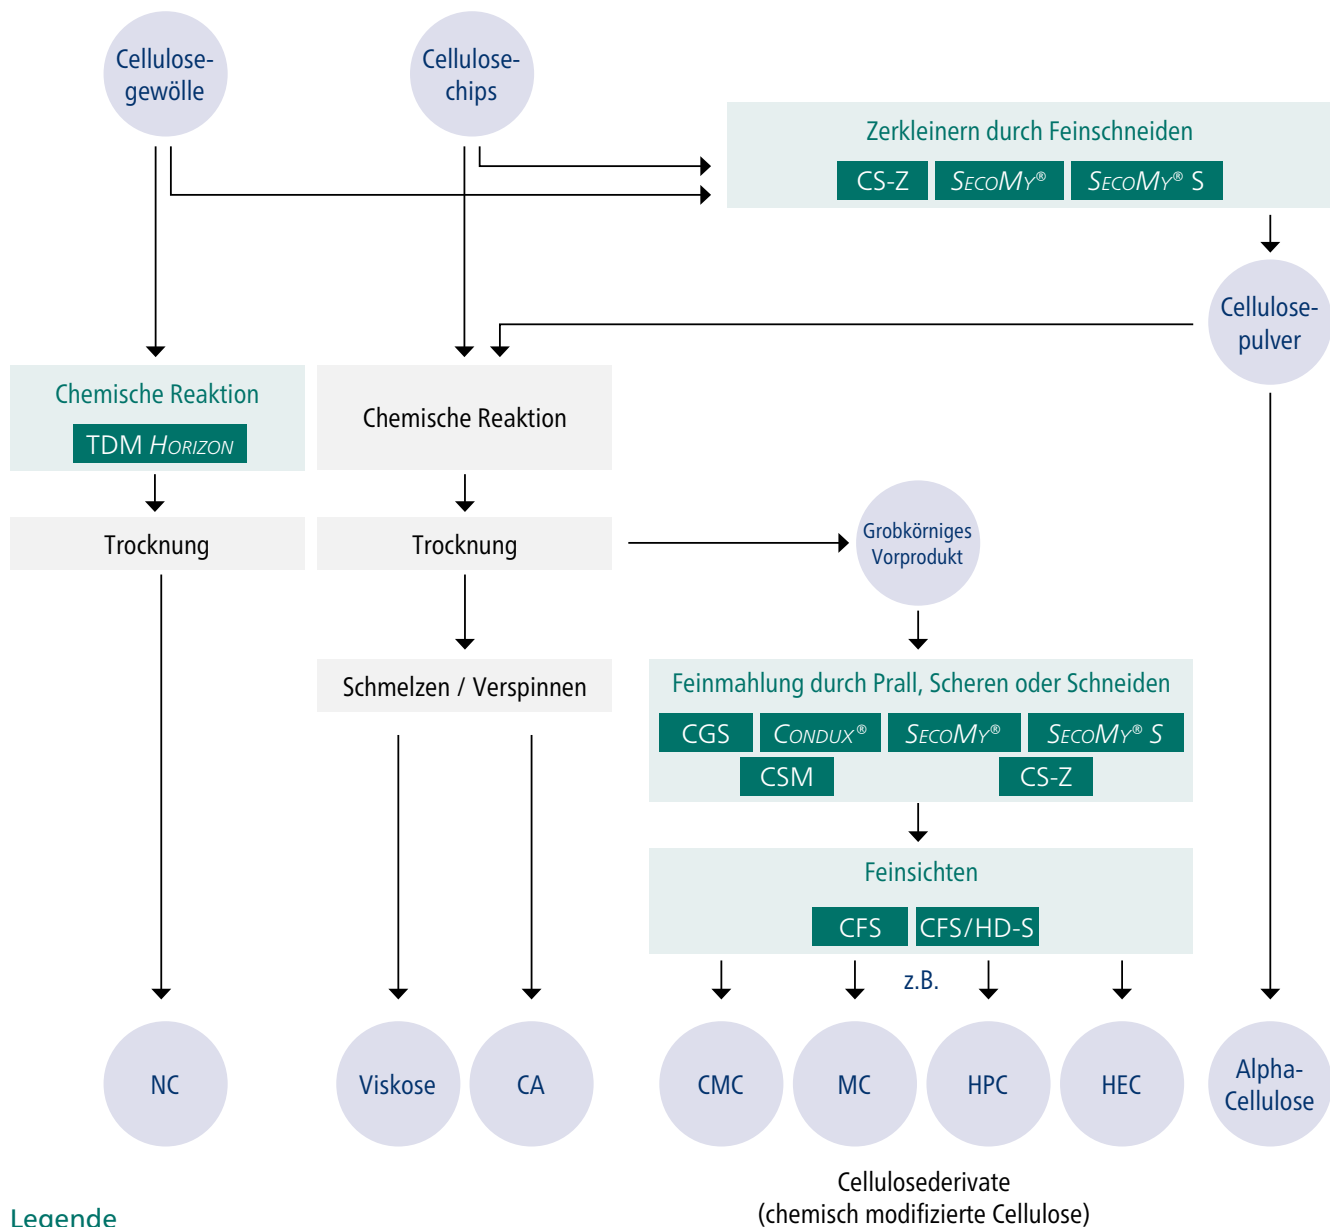 Cellulose-
gewölle
Cellulose-
chips
Zerkleinern durch Feinschneiden
CS-Z
SECOMY®
SECOMY® S
Cellulose-
pulver
Chemische Reaktion
TDM HORIZON
Chemische Reaktion
Trocknung
Trocknung
Grobkörniges
Vorprodukt
Schmelzen / Verspinnen
Feinmahlung durch Prall, Scheren oder Schneiden
CGS
CONDUX®
SECOMY®
SECOMY® S
CSM
CS-Z
Feinsichten
CFS
CFS/HD-S
z.B.
NC
Viskose
CA
CMC
MC
HPC
HEC
Alpha-
Cellulose
Cellulosederivate
(chemisch modifizierte Cellulose)
Legende